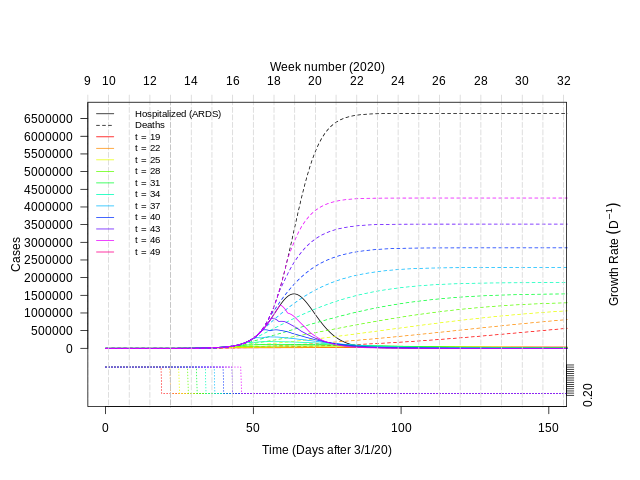 Week number (2020)
9 10 12 14 16 18 20 22 24 26 28 30 32
Hospitalized (ARDS)
Deaths
t = 19
t = 22
t = 25
t = 28
t = 31
t = 34
t = 37
t = 40
t = 43
t = 46
t = 49
6500000
6000000
5500000
5000000
4500000
4000000
3500000
3000000
2500000
2000000
1500000
1000000
500000
0
Cases
Growth Rate (D⁻¹)
0.20
0 50 100 150
Time (Days after 3/1/20)